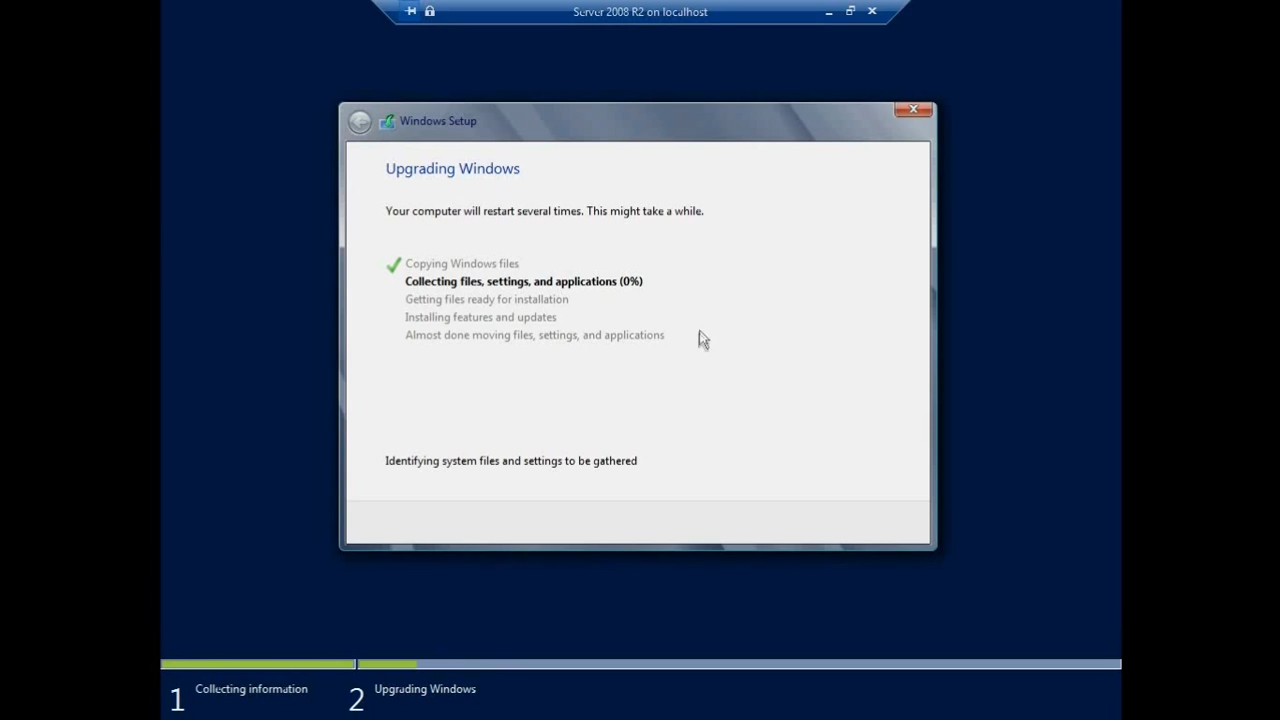 Server 2008 R2 on localhost
Windows Setup
Upgrading Windows
Your computer will restart several times. This might take a while.
Copying Windows files
Collecting files, settings, and applications (0%)
Getting files ready for installation
Installing features and updates
Almost done moving files, settings, and applications
Identifying system files and settings to be gathered
1 Collecting information 2 Upgrading Windows